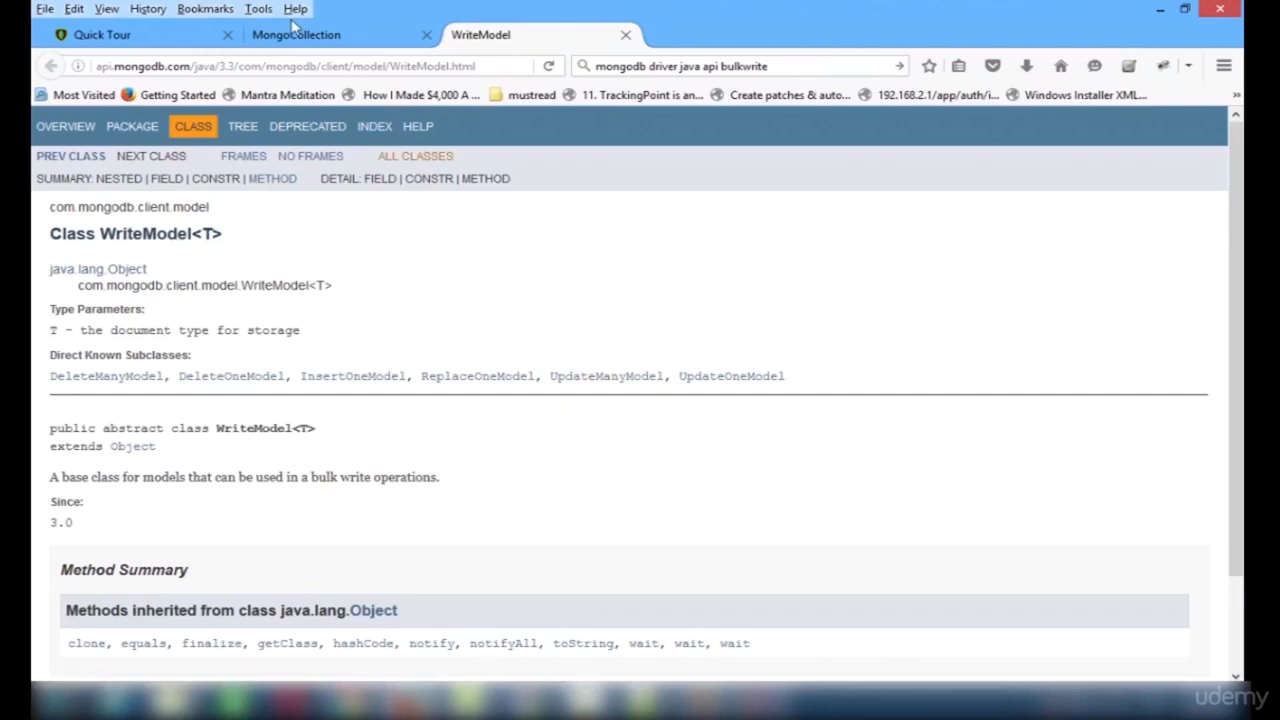 File Edit View History Bookmarks Tools Help
Quick Tour MongoCollection WriteModel
api.mongodb.com/java/3.3/com/mongodb/client/model/WriteModel.html mongodb driver java api bulkwrite
Most Visited Getting Started Mantra Meditation How I Made $4,000 A ... mustread 11. TrackingPoint is an... Create patches & auto... 192.168.2.1/app/auth/i... Windows Installer XML... »
OVERVIEW PACKAGE CLASS TREE DEPRECATED INDEX HELP
PREV CLASS NEXT CLASS FRAMES NO FRAMES ALL CLASSES
SUMMARY: NESTED | FIELD | CONSTR | METHOD DETAIL: FIELD | CONSTR | METHOD
com.mongodb.client.model
Class WriteModel<T>
java.lang.Object
com.mongodb.client.model.WriteModel<T>
Type Parameters:
T - the document type for storage
Direct Known Subclasses:
DeleteManyModel, DeleteOneModel, InsertOneModel, ReplaceOneModel, UpdateManyModel, UpdateOneModel
public abstract class WriteModel<T>
extends Object
A base class for models that can be used in a bulk write operations.
Since:
3.0
Method Summary
Methods inherited from class java.lang.Object
clone, equals, finalize, getClass, hashCode, notify, notifyAll, toString, wait, wait, wait
udemy